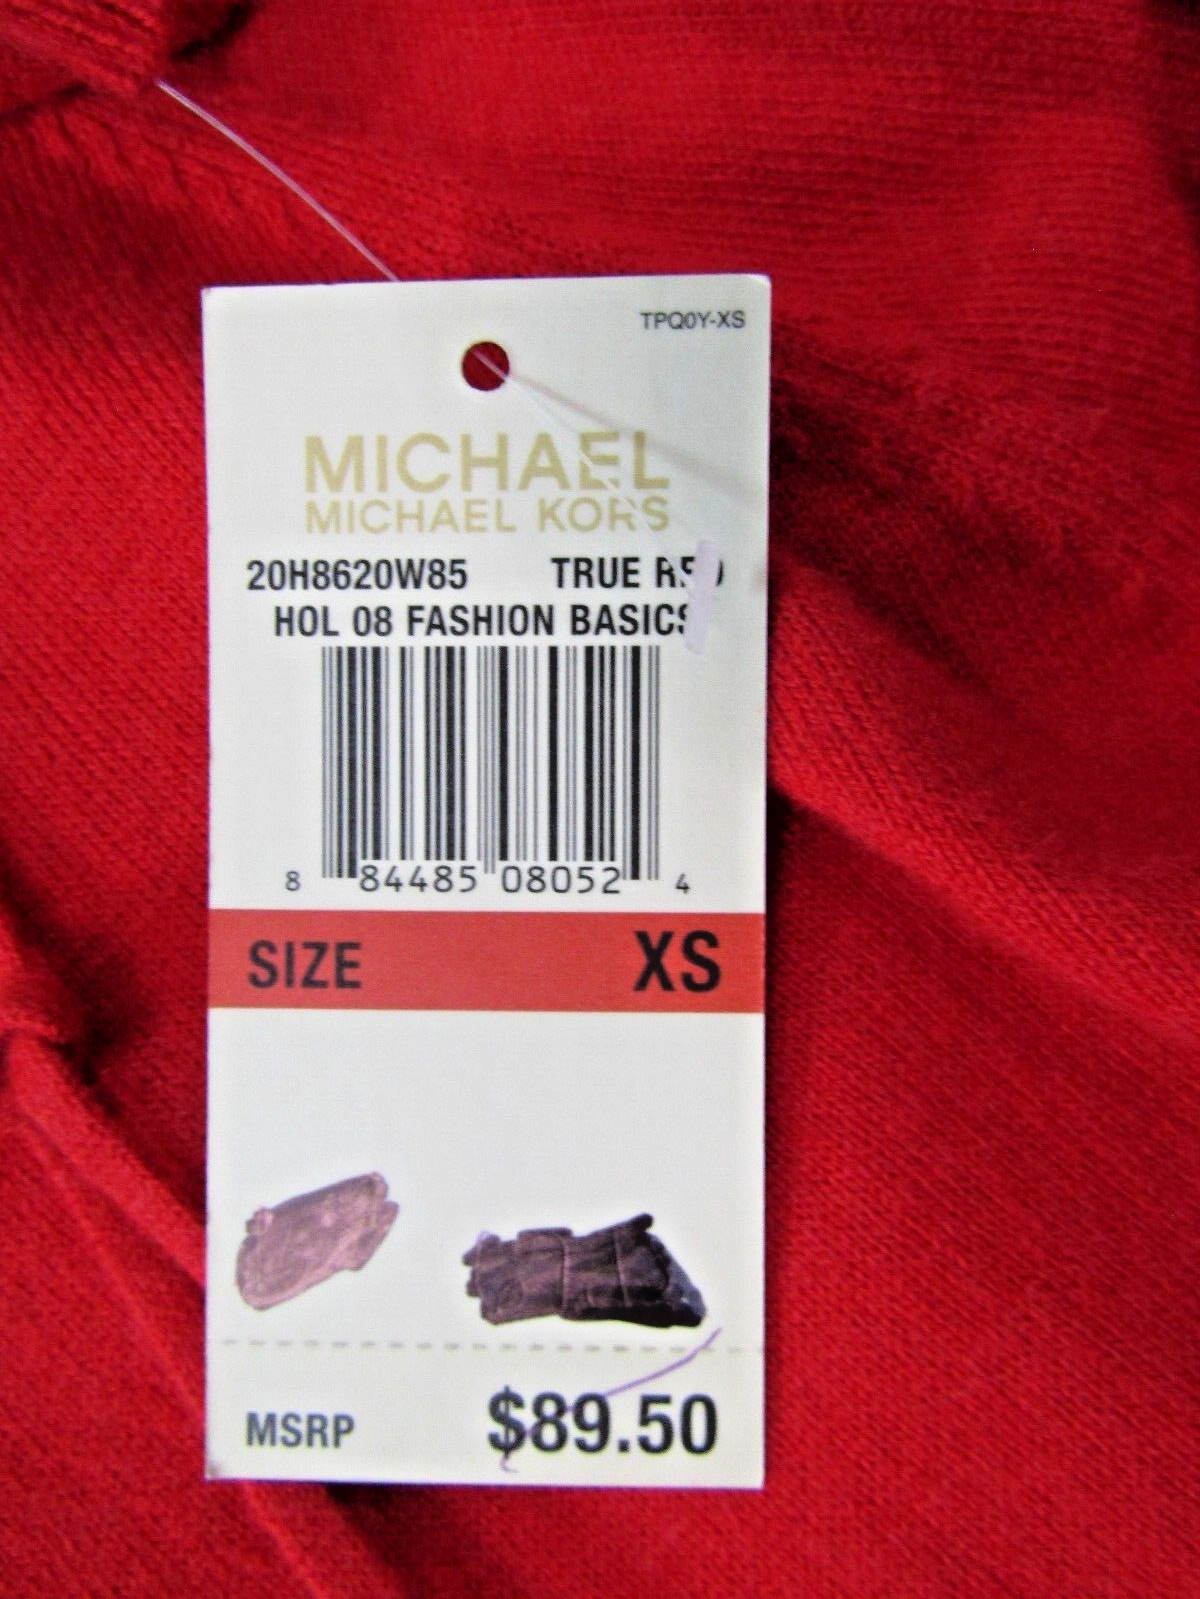 TPQ0Y-XS
MICHAEL
MICHAEL KORS
20H8620W85 TRUE RED
HOL 08 FASHION BASICS
8 84485 08052 4
SIZE XS
MSRP $89.50